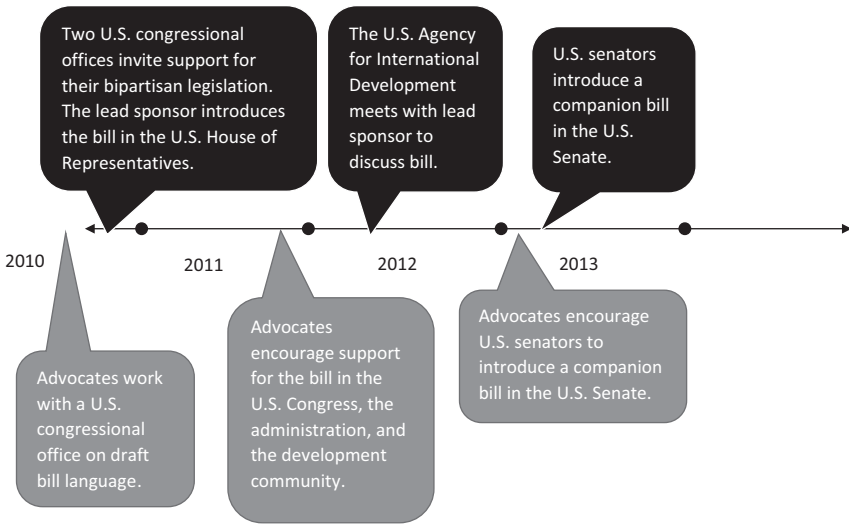 Two U.S. congressional
offices invite support for
their bipartisan legislation.
The lead sponsor introduces
the bill in the U.S. House of
Representatives.
The U.S. Agency
for International
Development
meets with lead
sponsor to
discuss bill.
U.S. senators
introduce a
companion bill
in the U.S.
Senate.
2010
2011
2012
2013
Advocates work
with a U.S.
congressional
office on draft
bill language.
Advocates
encourage support
for the bill in the
U.S. Congress, the
administration, and
the development
community.
Advocates encourage
U.S. senators to
introduce a companion
bill in the U.S. Senate.